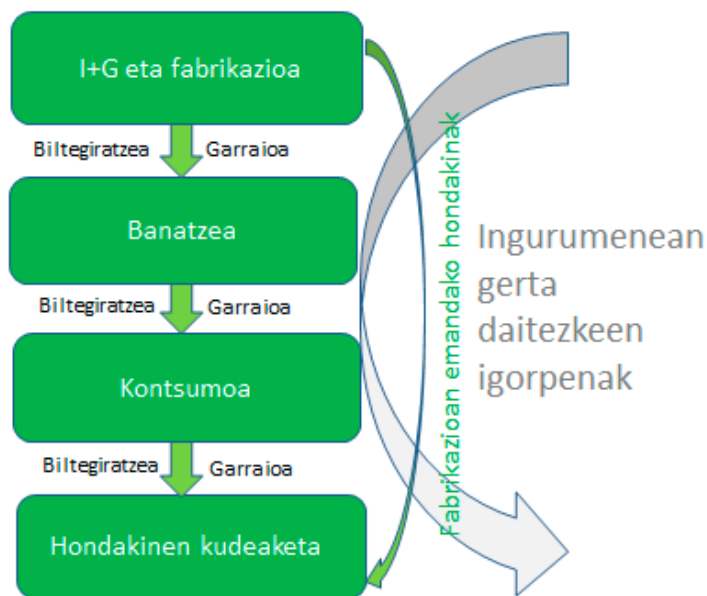 I+G eta fabrikazioa
Biltegiratzea Garraioa
Banatzea
Biltegiratzea Garraioa
Kontsumoa
Biltegiratzea Garraioa
Hondakinen kudeaketa
Fabrikazioan emandako hondakinak
Ingurumenean
gerta
daitezkeen
igorpenak